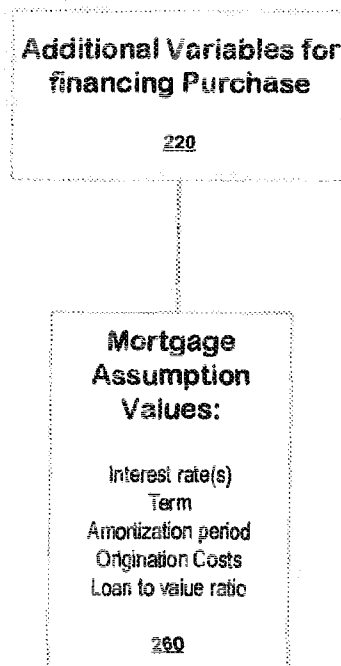 Additional Variables for
financing Purchase
220
Mortgage
Assumption
Values:
Interest rate(s)
Term
Amortization period
Origination Costs
Loan to value ratio
260